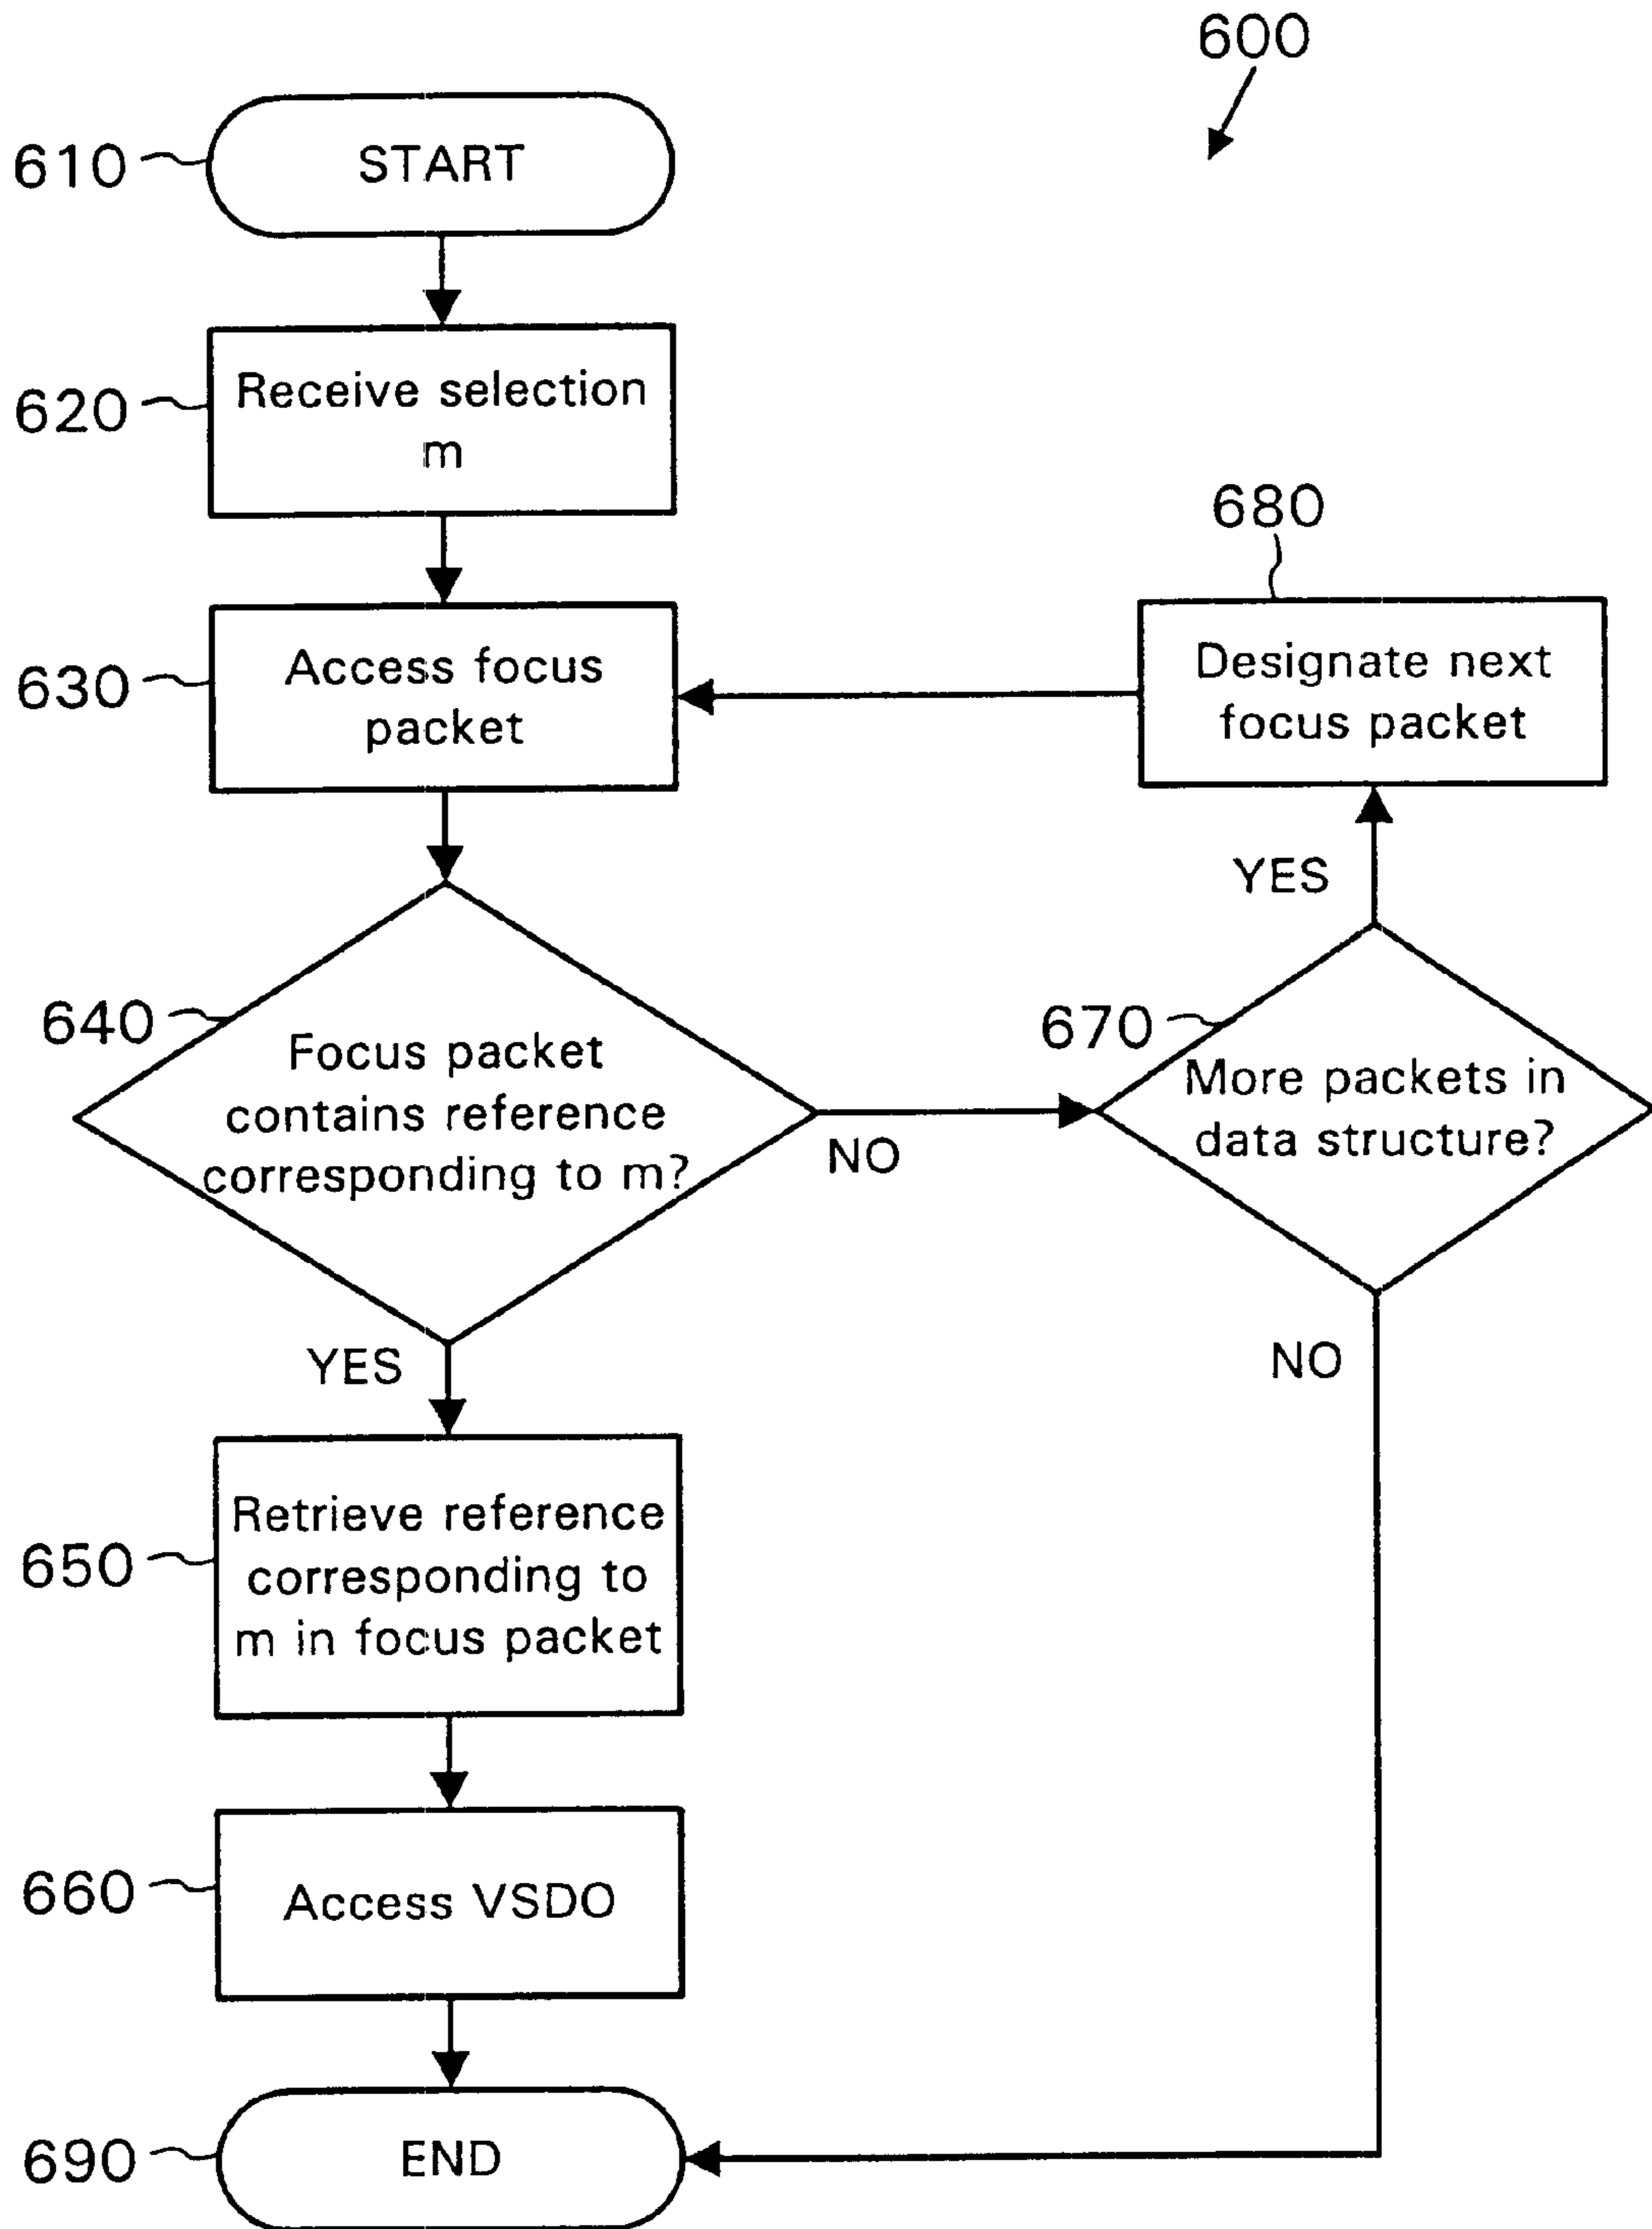 600
610
START
620
Receive selection
m
680
630
Access focus
packet
Designate next
focus packet
YES
640
Focus packet
contains reference
corresponding to m?
NO
670
More packets in
data structure?
YES
NO
650
Retrieve reference
corresponding to
m in focus packet
660
Access VSDO
690
END